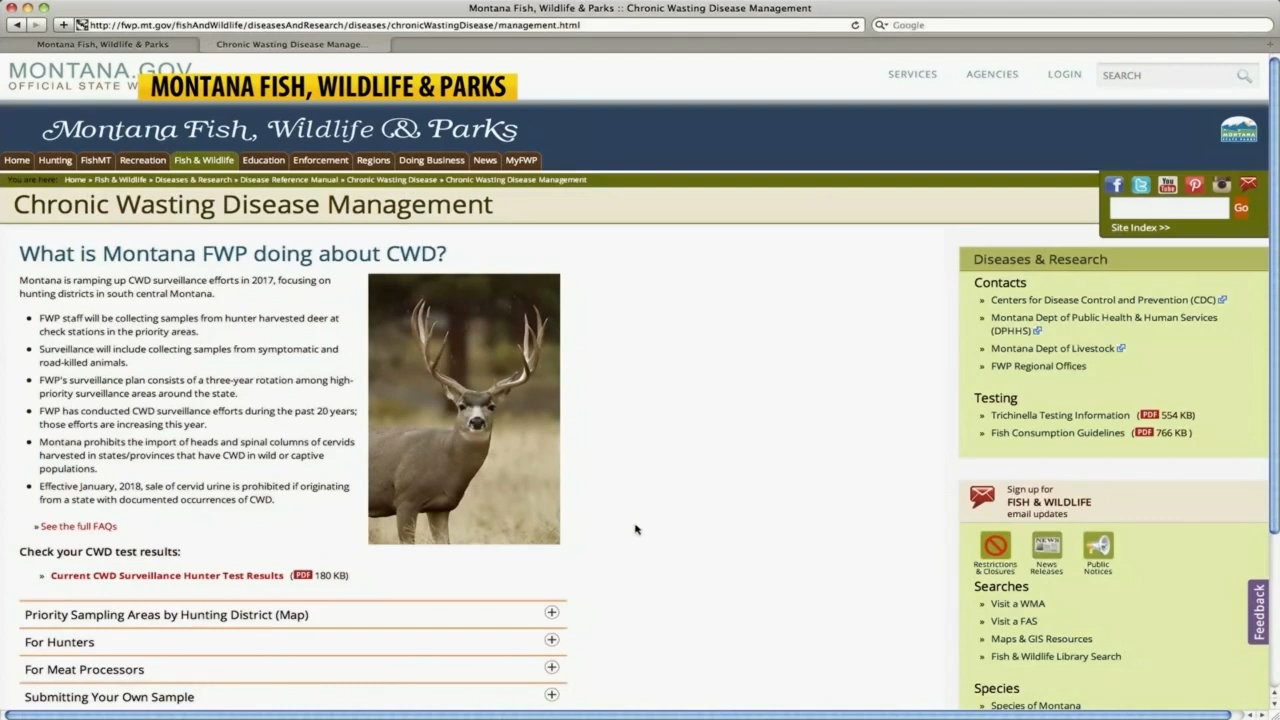 Montana Fish, Wildlife & Parks :: Chronic Wasting Disease Management
http://fwp.mt.gov/fishAndWildlife/diseasesAndResearch/diseases/chronicWastingDisease/management.html
Google
Montana Fish, Wildlife & Parks
Chronic Wasting Disease Manage...
MONTANA.GOV
OFFICIAL STATE W
MONTANA FISH, WILDLIFE & PARKS
SERVICES
AGENCIES
LOGIN
SEARCH
Montana Fish, Wildlife & Parks
MONTANA
Home Hunting FishMT Recreation Fish & Wildlife Education Enforcement Regions Doing Business News MyFWP
You are here: Home » Fish & Wildlife » Diseases & Research » Disease Reference Manual » Chronic Wasting Disease » Chronic Wasting Disease Management
You Tube
Go
Site Index >>
Chronic Wasting Disease Management
What is Montana FWP doing about CWD?
Montana is ramping up CWD surveillance efforts in 2017, focusing on
hunting districts in south central Montana.
• FWP staff will be collecting samples from hunter harvested deer at
check stations in the priority areas.
• Surveillance will include collecting samples from symptomatic and
road-killed animals.
• FWP's surveillance plan consists of a three-year rotation among high-
priority surveillance areas around the state.
• FWP has conducted CWD surveillance efforts during the past 20 years;
those efforts are increasing this year.
• Montana prohibits the import of heads and spinal columns of cervids
harvested in states/provinces that have CWD in wild or captive
populations.
• Effective January, 2018, sale of cervid urine is prohibited if originating
from a state with documented occurrences of CWD.
» See the full FAQs
Check your CWD test results:
» Current CWD Surveillance Hunter Test Results (PDF 180 KB)
Priority Sampling Areas by Hunting District (Map)
For Hunters
For Meat Processors
Submitting Your Own Sample
Diseases & Research
Contacts
» Centers for Disease Control and Prevention (CDC)
» Montana Dept of Public Health & Human Services
(DPHHS)
» Montana Dept of Livestock
» FWP Regional Offices
Testing
» Trichinella Testing Information (PDF 554 KB)
» Fish Consumption Guidelines (PDF 766 KB )
Sign up for
FISH & WILDLIFE
email updates
NEWS
Restrictions
& Closures
News
Releases
Public
Notices
Searches
» Visit a WMA
» Visit a FAS
» Maps & GIS Resources
» Fish & Wildlife Library Search
Species
» Species of Montana
Feedback